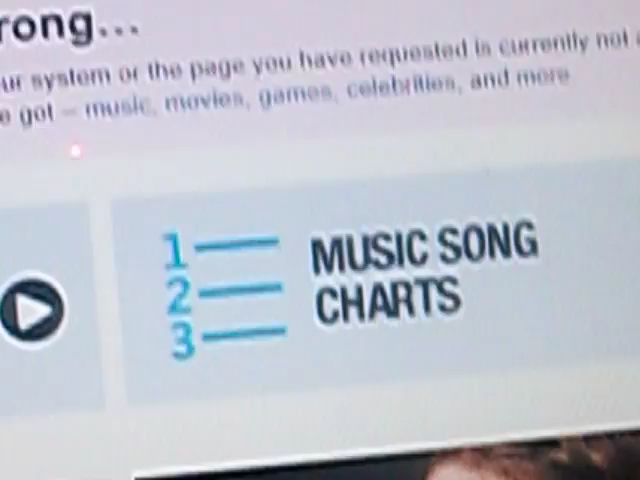 rong...
ur system or the page you have requested is currently not
e got – music, movies, games, celebrities, and more
1
2
3
MUSIC SONG
CHARTS